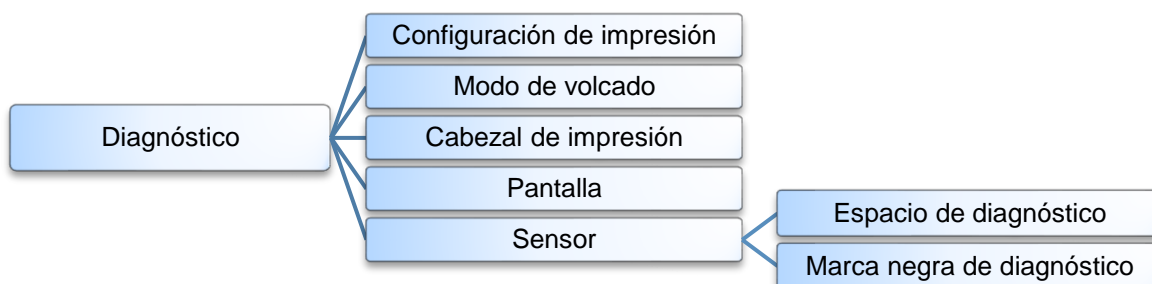 Configuración de impresión
Modo de volcado
Diagnóstico
Cabezal de impresión
Pantalla
Sensor
Espacio de diagnóstico
Marca negra de diagnóstico